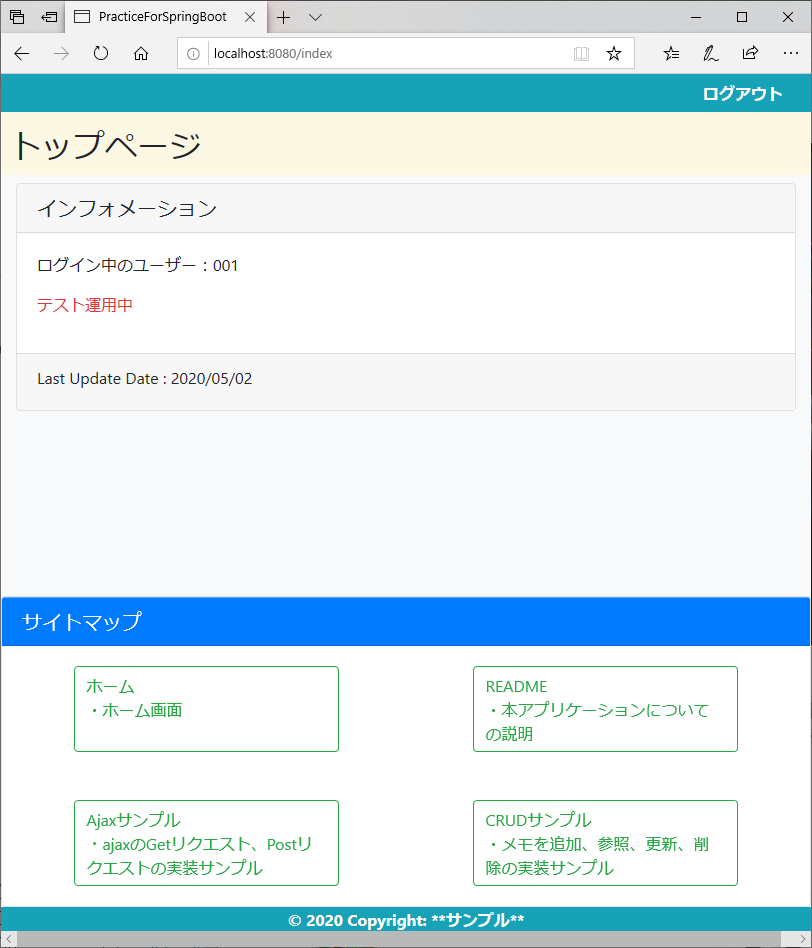 PracticeForSpringBoot
localhost:8080/index
ログアウト
トップページ
インフォメーション
ログイン中のユーザー：001
テスト運用中
Last Update Date : 2020/05/02
サイトマップ
ホーム
・ホーム画面
README
・本アプリケーションについて
の説明
Ajaxサンプル
・ajaxのGetリクエスト、Postリ
クエストの実装サンプル
CRUDサンプル
・メモを追加、参照、更新、削
除の実装サンプル
© 2020 Copyright: **サンプル**